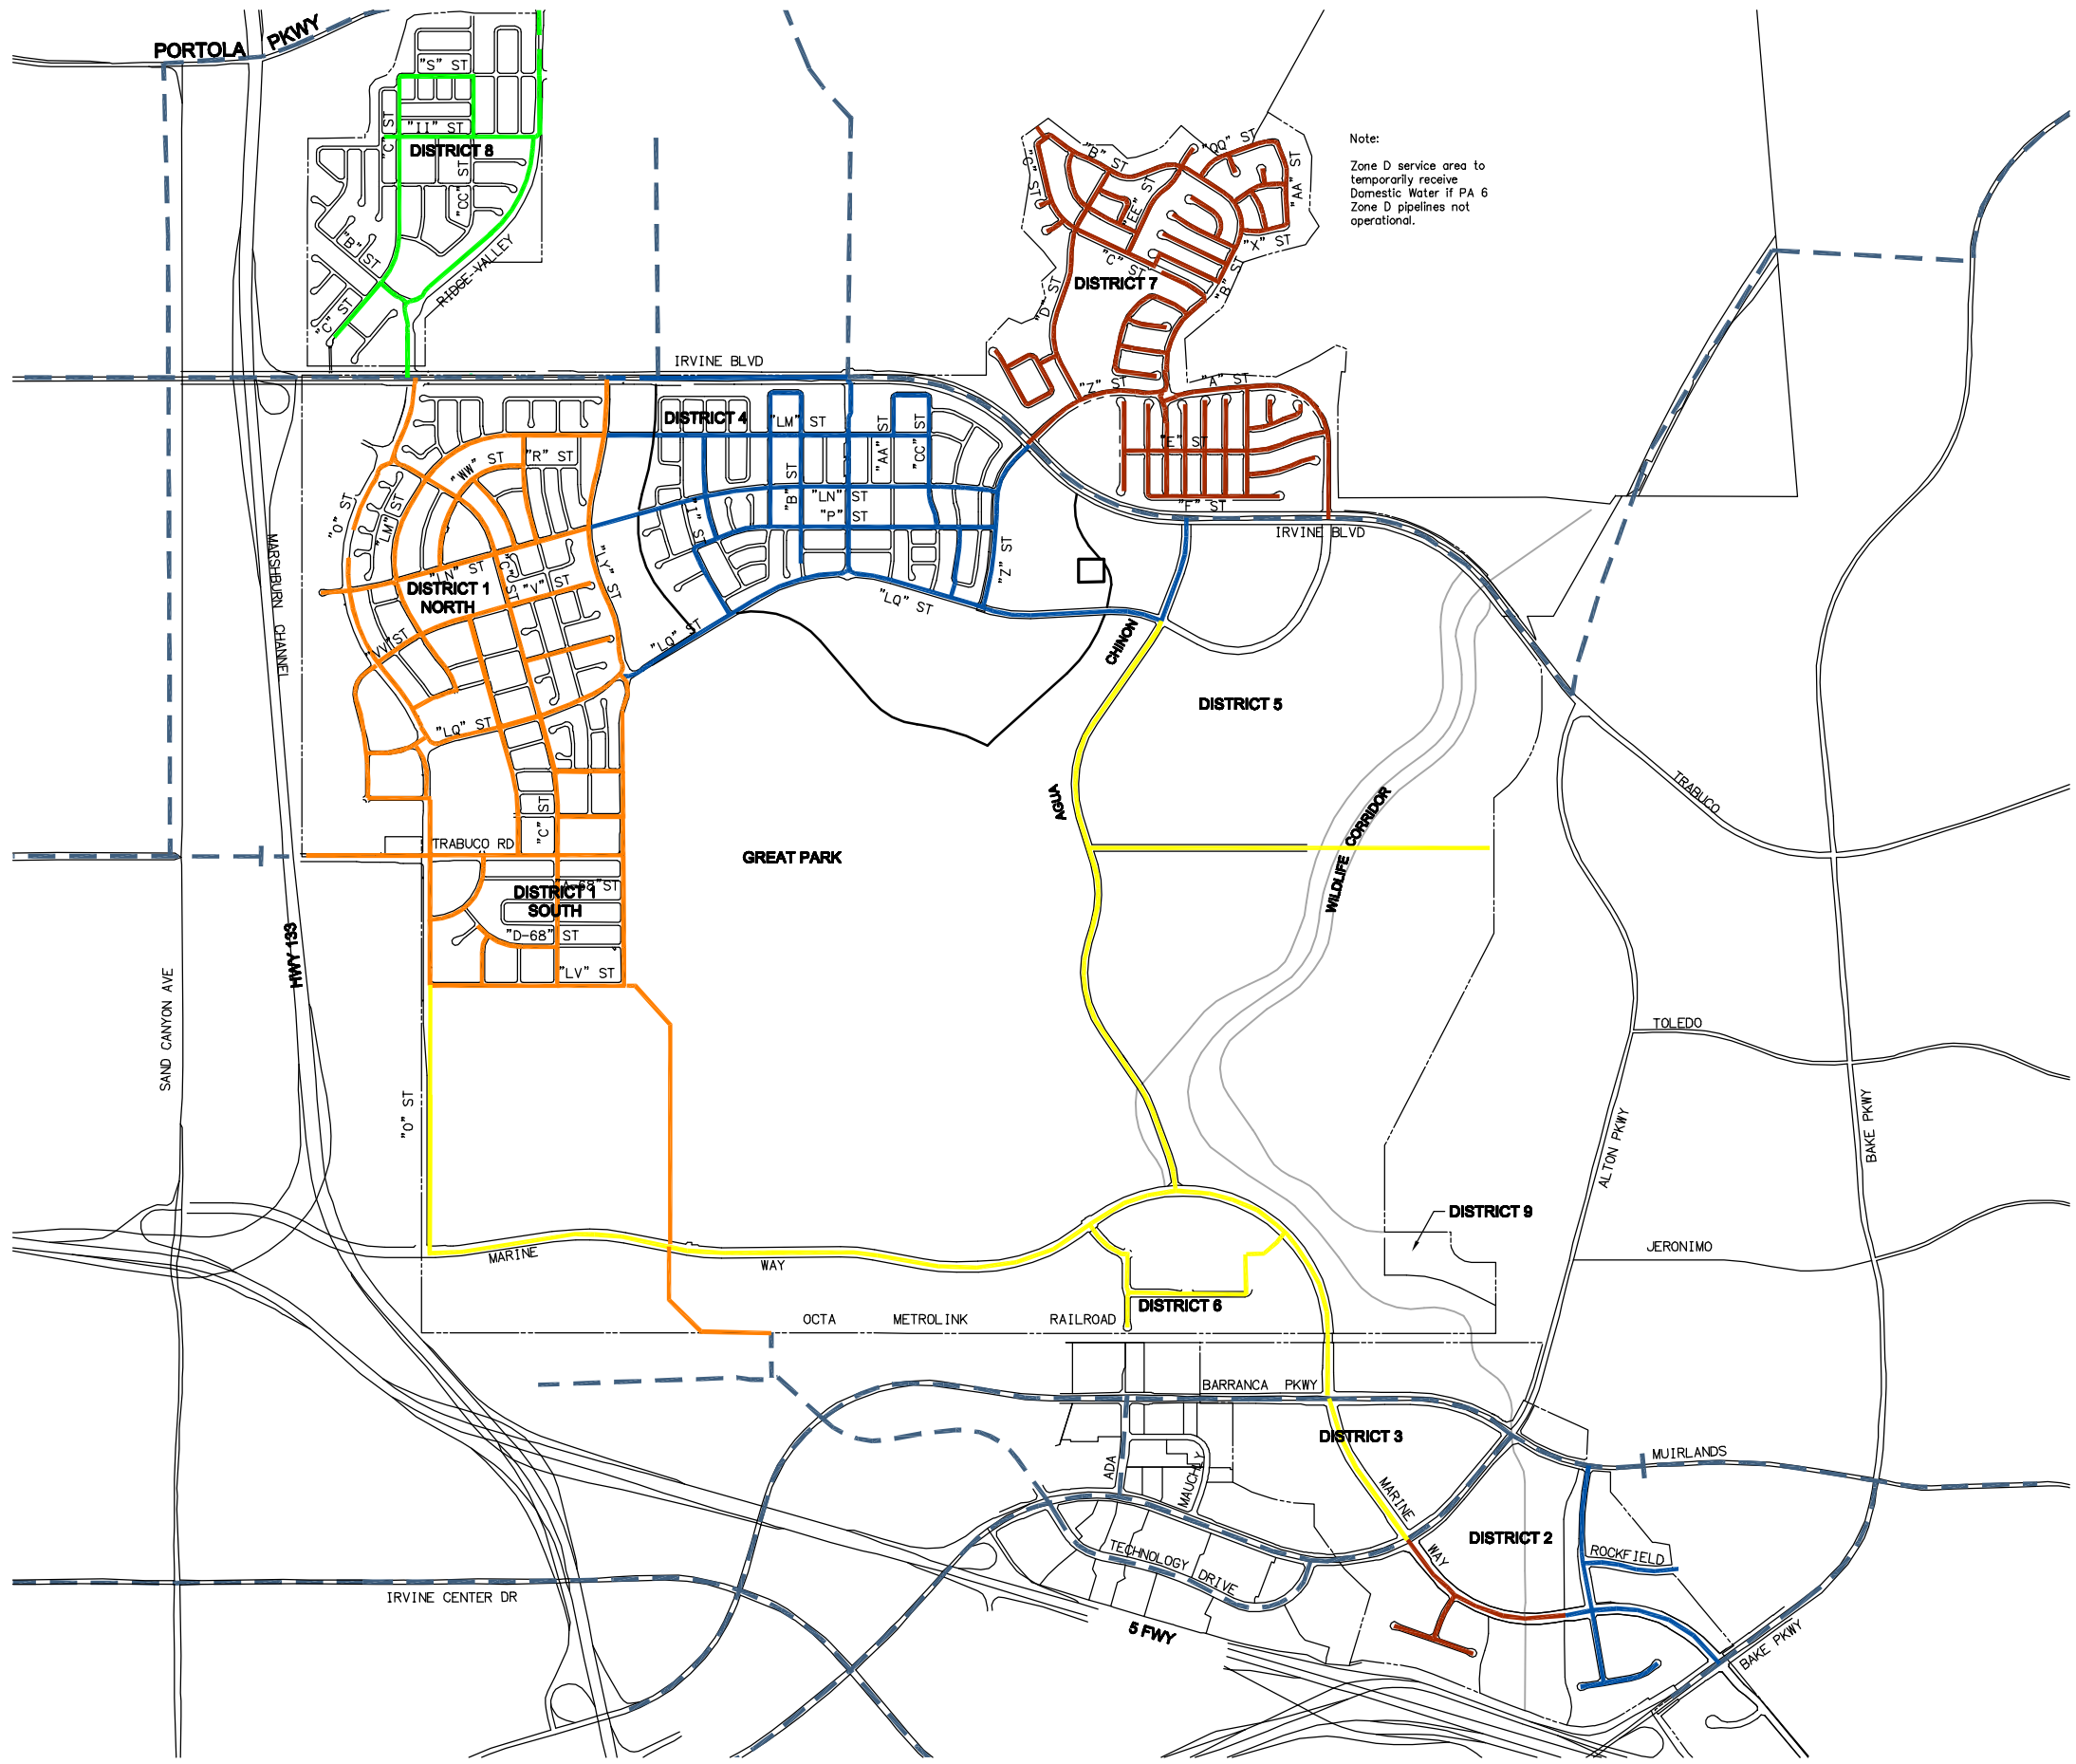 PORTOLA PKWY
"S" ST
"C" ST
"II" ST
DISTRICT 8
"CC" ST
"B" ST
RIDGE VALLEY
"C" ST
Note:
Zone D service area to
temporarily receive
Domestic Water if PA 6
Zone D pipelines not
operational.
"QQ" ST
"B" ST
"C" ST
"AA" ST
"EE" ST
"X" ST
"C" ST
DISTRICT 7
"B" ST
"D" ST
IRVINE BLVD
"Z" ST
"A" ST
DISTRICT 4
"LM" ST
"AA" ST
"CC" ST
"E" ST
"R" ST
"WW" ST
"O" ST
"LM" ST
"B" ST
"LN" ST
"P" ST
"I" ST
"F" ST
IRVINE BLVD
MARSHBURN CHANNEL
"LN" ST
"C" ST
"V" ST
"LY" ST
"Z" ST
DISTRICT 1
NORTH
"LQ" ST
"VV" ST
"LQ" ST
CHINON
DISTRICT 5
"LQ" ST
AGUA
TRABUCO
WILDLIFE CORRIDOR
"C" ST
TRABUCO RD
GREAT PARK
"A-68" ST
DISTRICT 1
SOUTH
"D-68" ST
"LV" ST
HWY 133
SAND CANYON AVE
TOLEDO
"O" ST
ALTON PKWY
BAKE PKWY
DISTRICT 9
JERONIMO
MARINE WAY
DISTRICT 6
OCTA METROLINK RAILROAD
BARRANCA PKWY
DISTRICT 3
MUIRLANDS
ADA
MAUCHLY
MARINE WAY
DISTRICT 2
ROCKFIELD
TECHNOLOGY DRIVE
IRVINE CENTER DR
5 FWY
BAKE PKWY